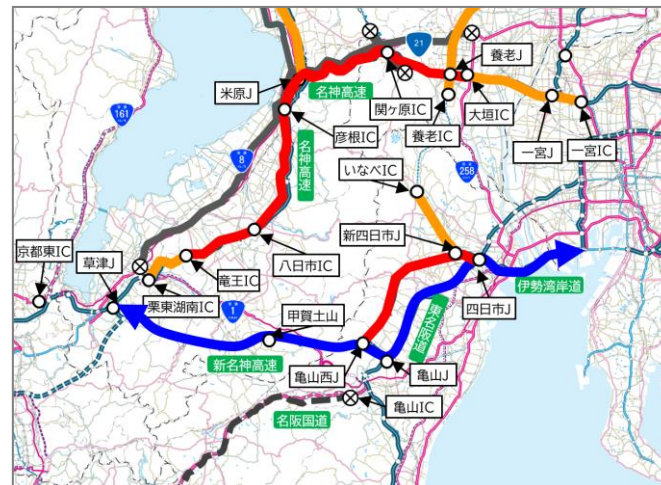 21
養老J
米原J
名神高速
関ヶ原IC
大垣IC
161
彦根IC
養老IC
一宮J
一宮IC
8
名神高速
いなべIC
258
新四日市J
京都東IC
草津J
八日市IC
竜王IC
伊勢湾岸道
栗東湖南IC
1
甲賀土山
東名阪道
四日市J
新名神高速
亀山西J
亀山J
名阪国道
亀山IC